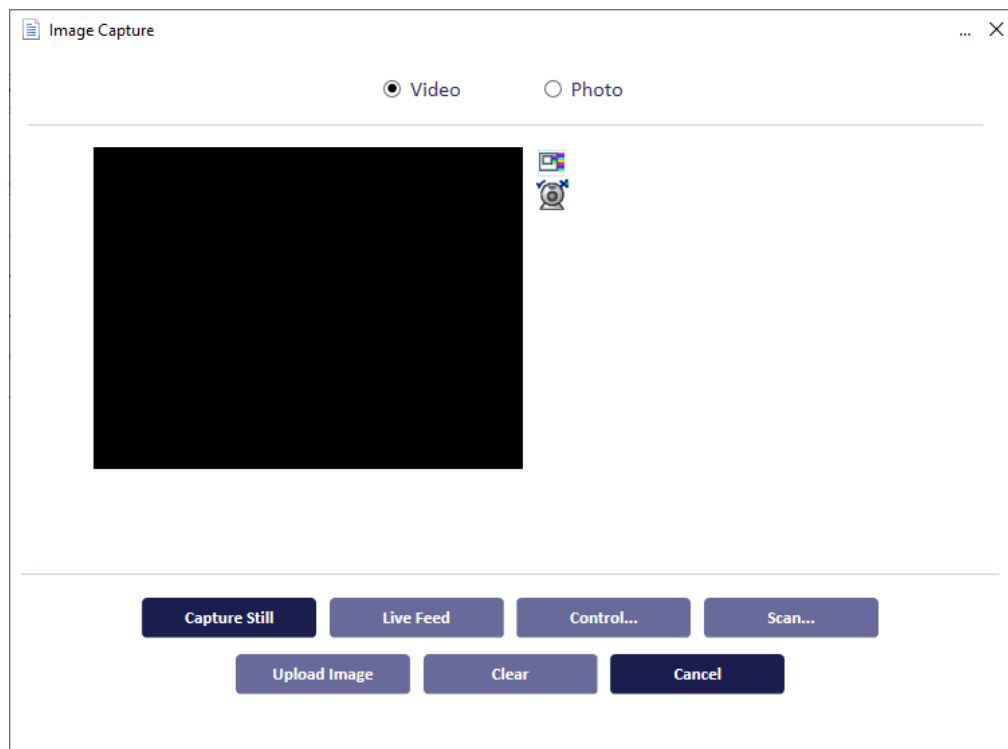 Image Capture ...
Video Photo
Capture Still Live Feed Control... Scan...
Upload Image Clear Cancel